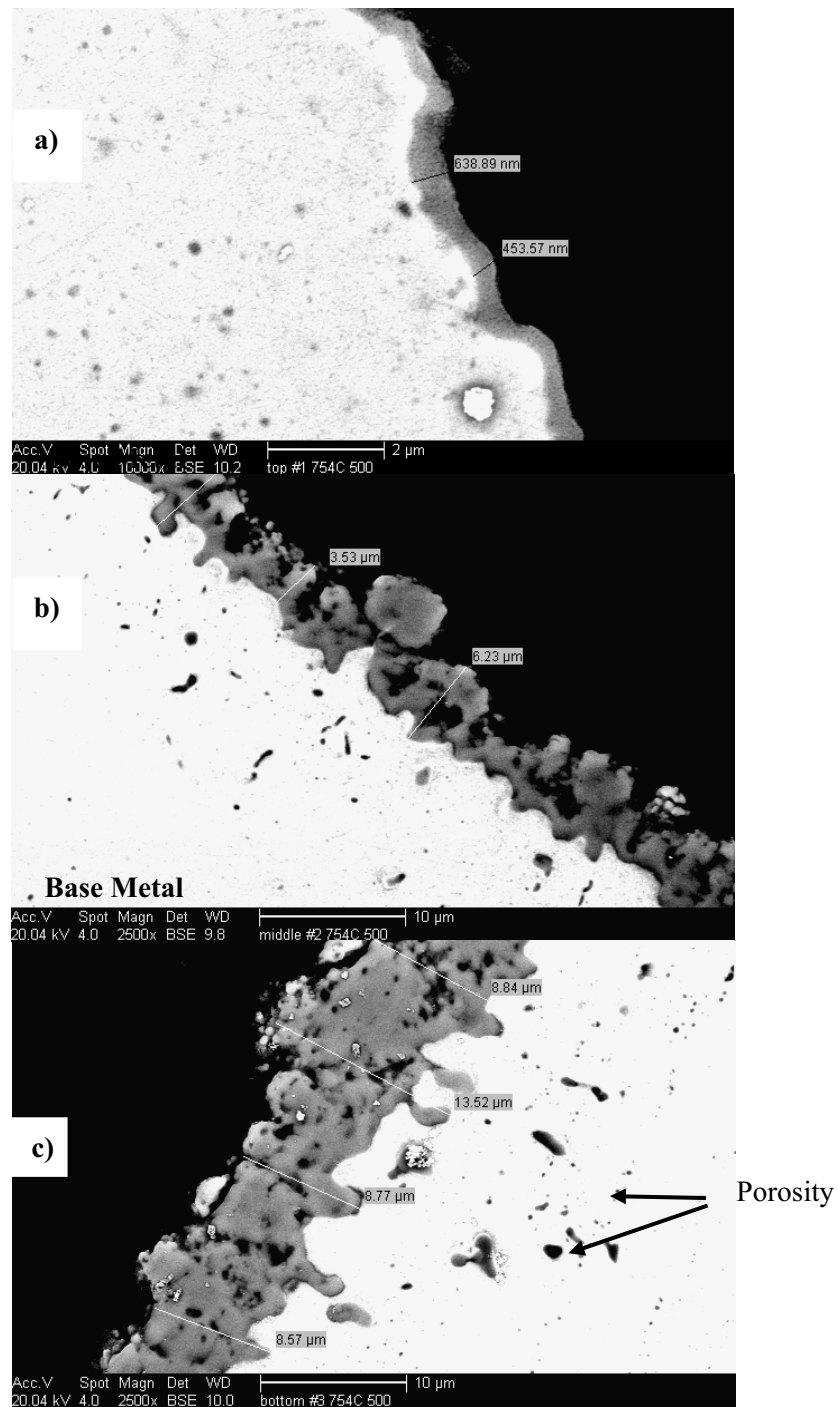 a)
638.89 nm
453.57 nm
Acc.V Spot Magn Det WD
20.04 kV 4.0 10000x BSE 10.2 top #1 754C 500
2 µm
b)
3.53 µm
6.23 µm
Base Metal
Acc.V Spot Magn Det WD
20.04 kV 4.0 2500x BSE 9.8 middle #2 754C 500
10 µm
8.84 µm
13.52 µm
c)
8.77 µm
Porosity
8.57 µm
Acc.V Spot Magn Det WD
20.04 kV 4.0 2500x BSE 10.0 bottom #3 754C 500
10 µm